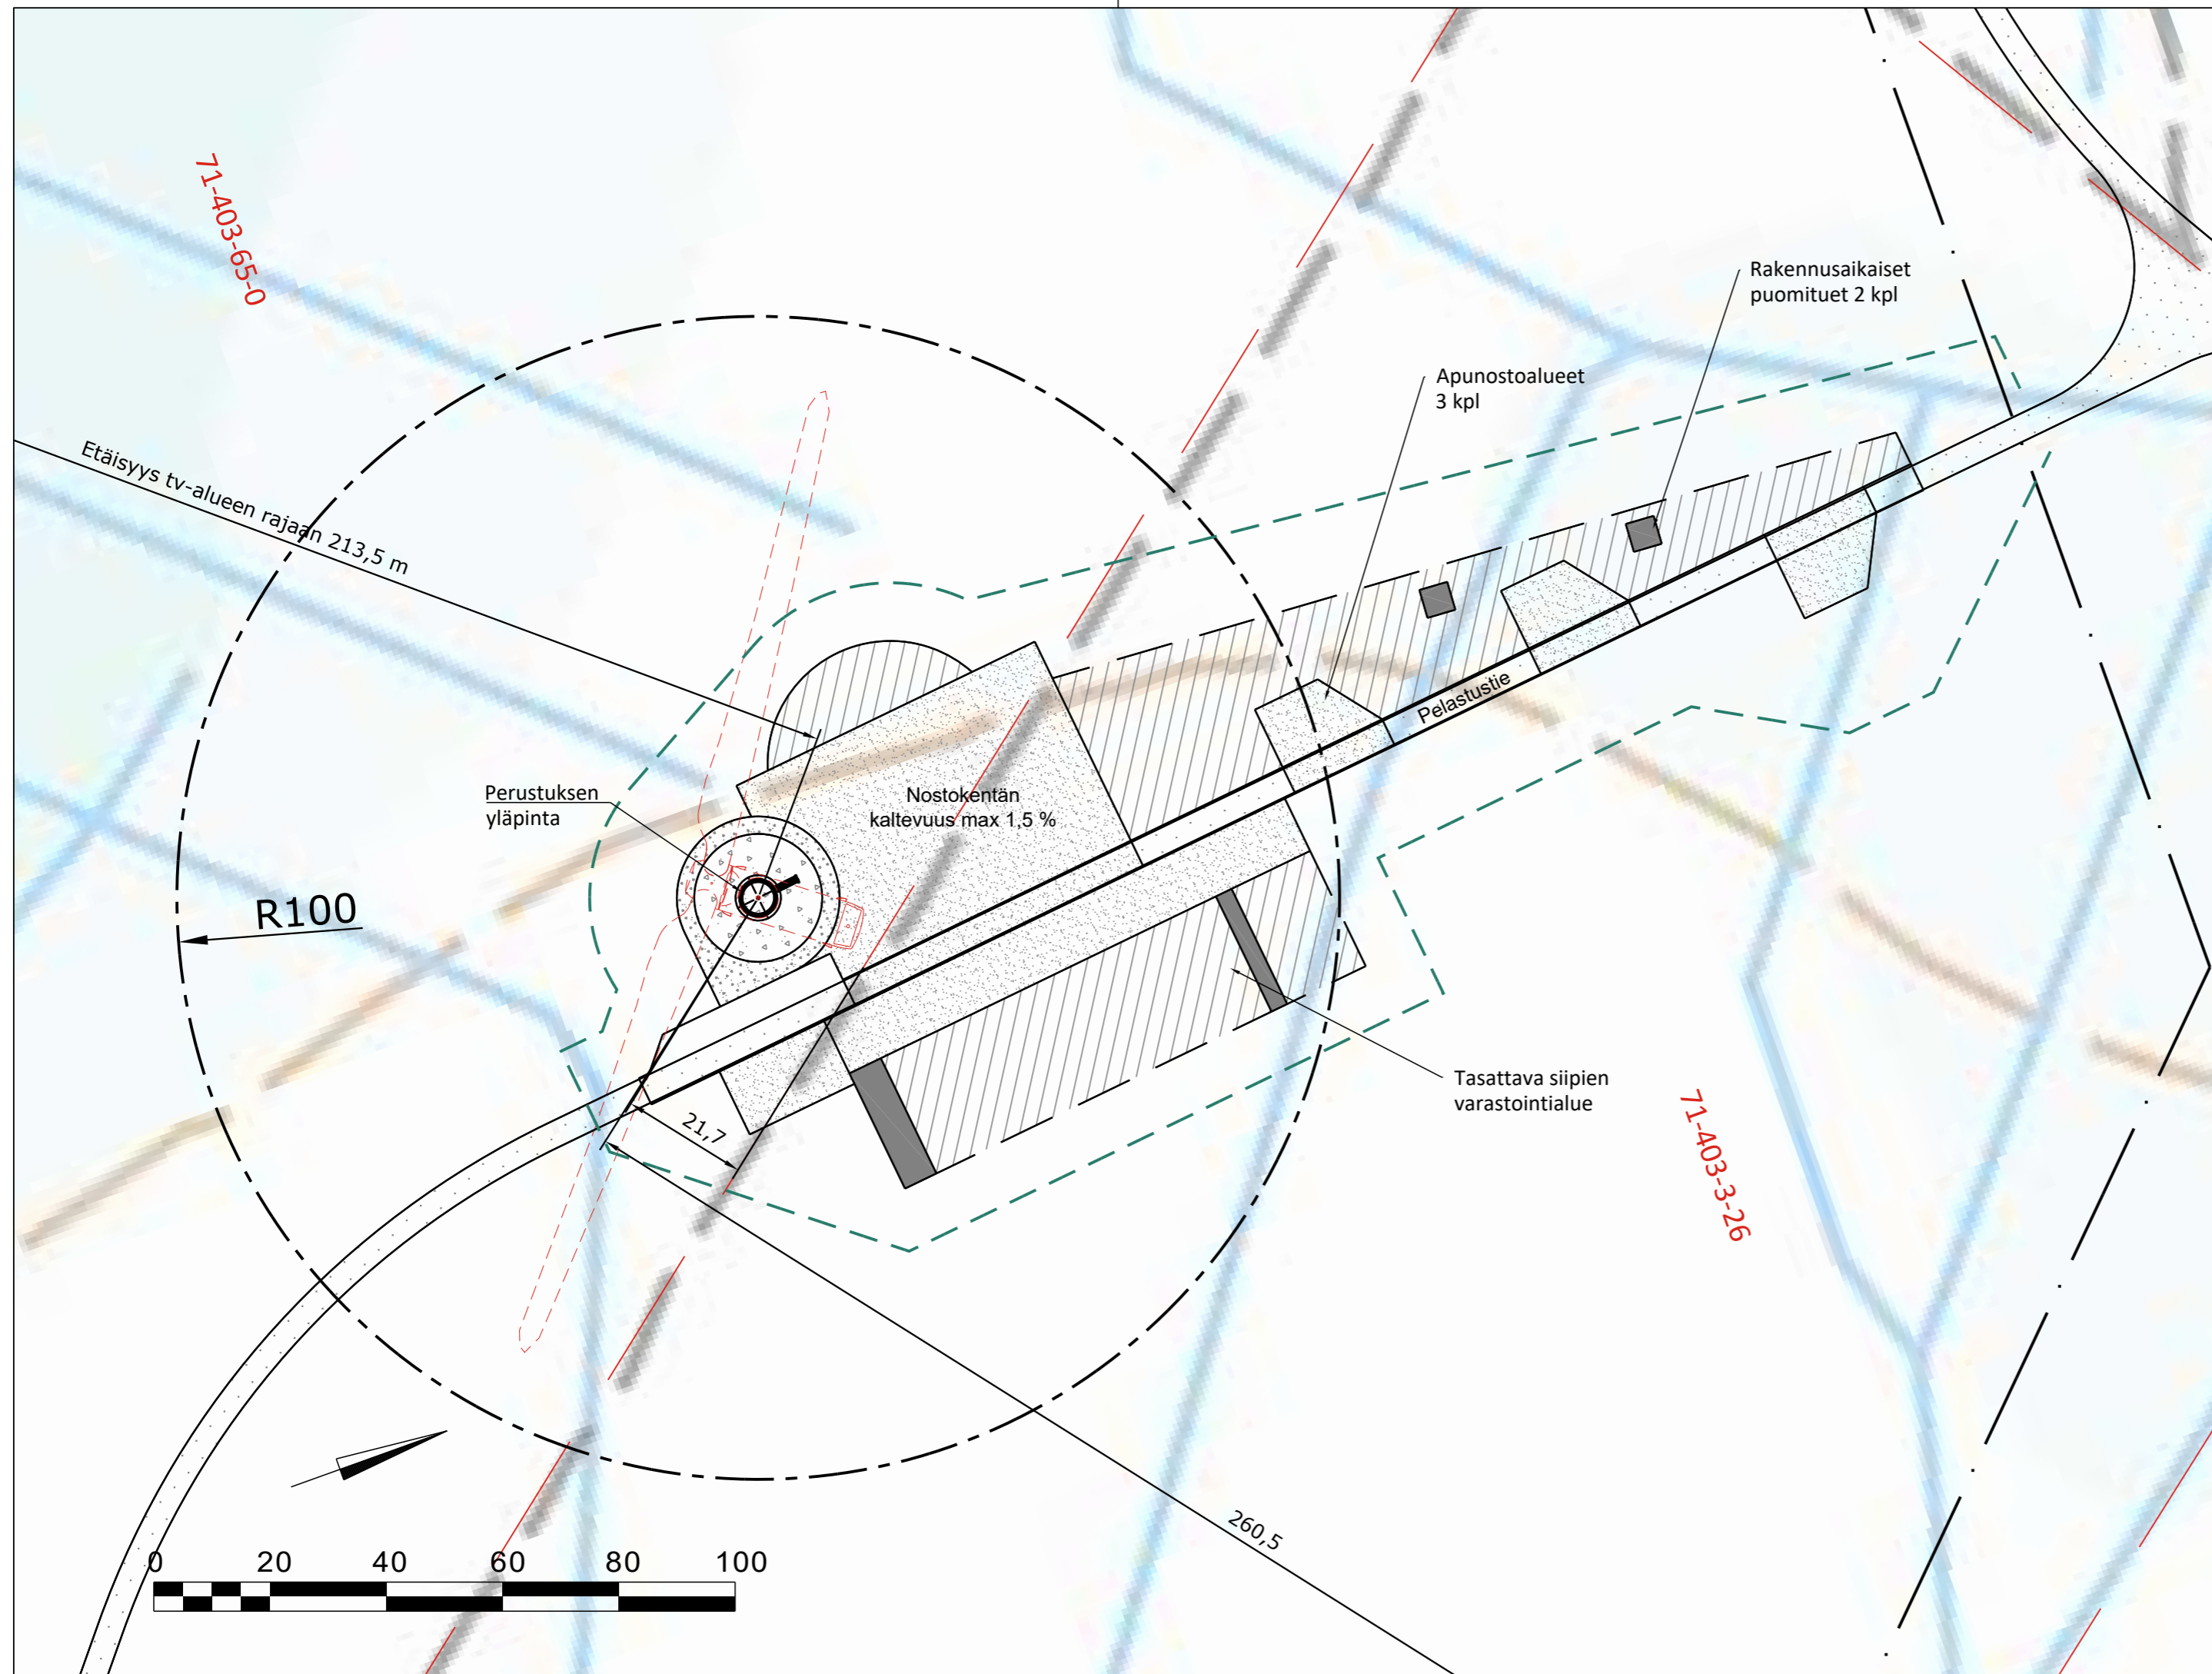 71-403-65-0
Rakennusaikaiset
puomituet 2 kpl
Apunostoalueet
3 kpl
Etäisyys tv-alueen rajaan 213,5 m
Pelastustie
Perustuksen
yläpinta
Nostokentän
kaltevuus max 1,5 %
R100
Tasattava siipien
varastointialue
21,7
71-403-3-26
260,5
0 20 40 60 80 100